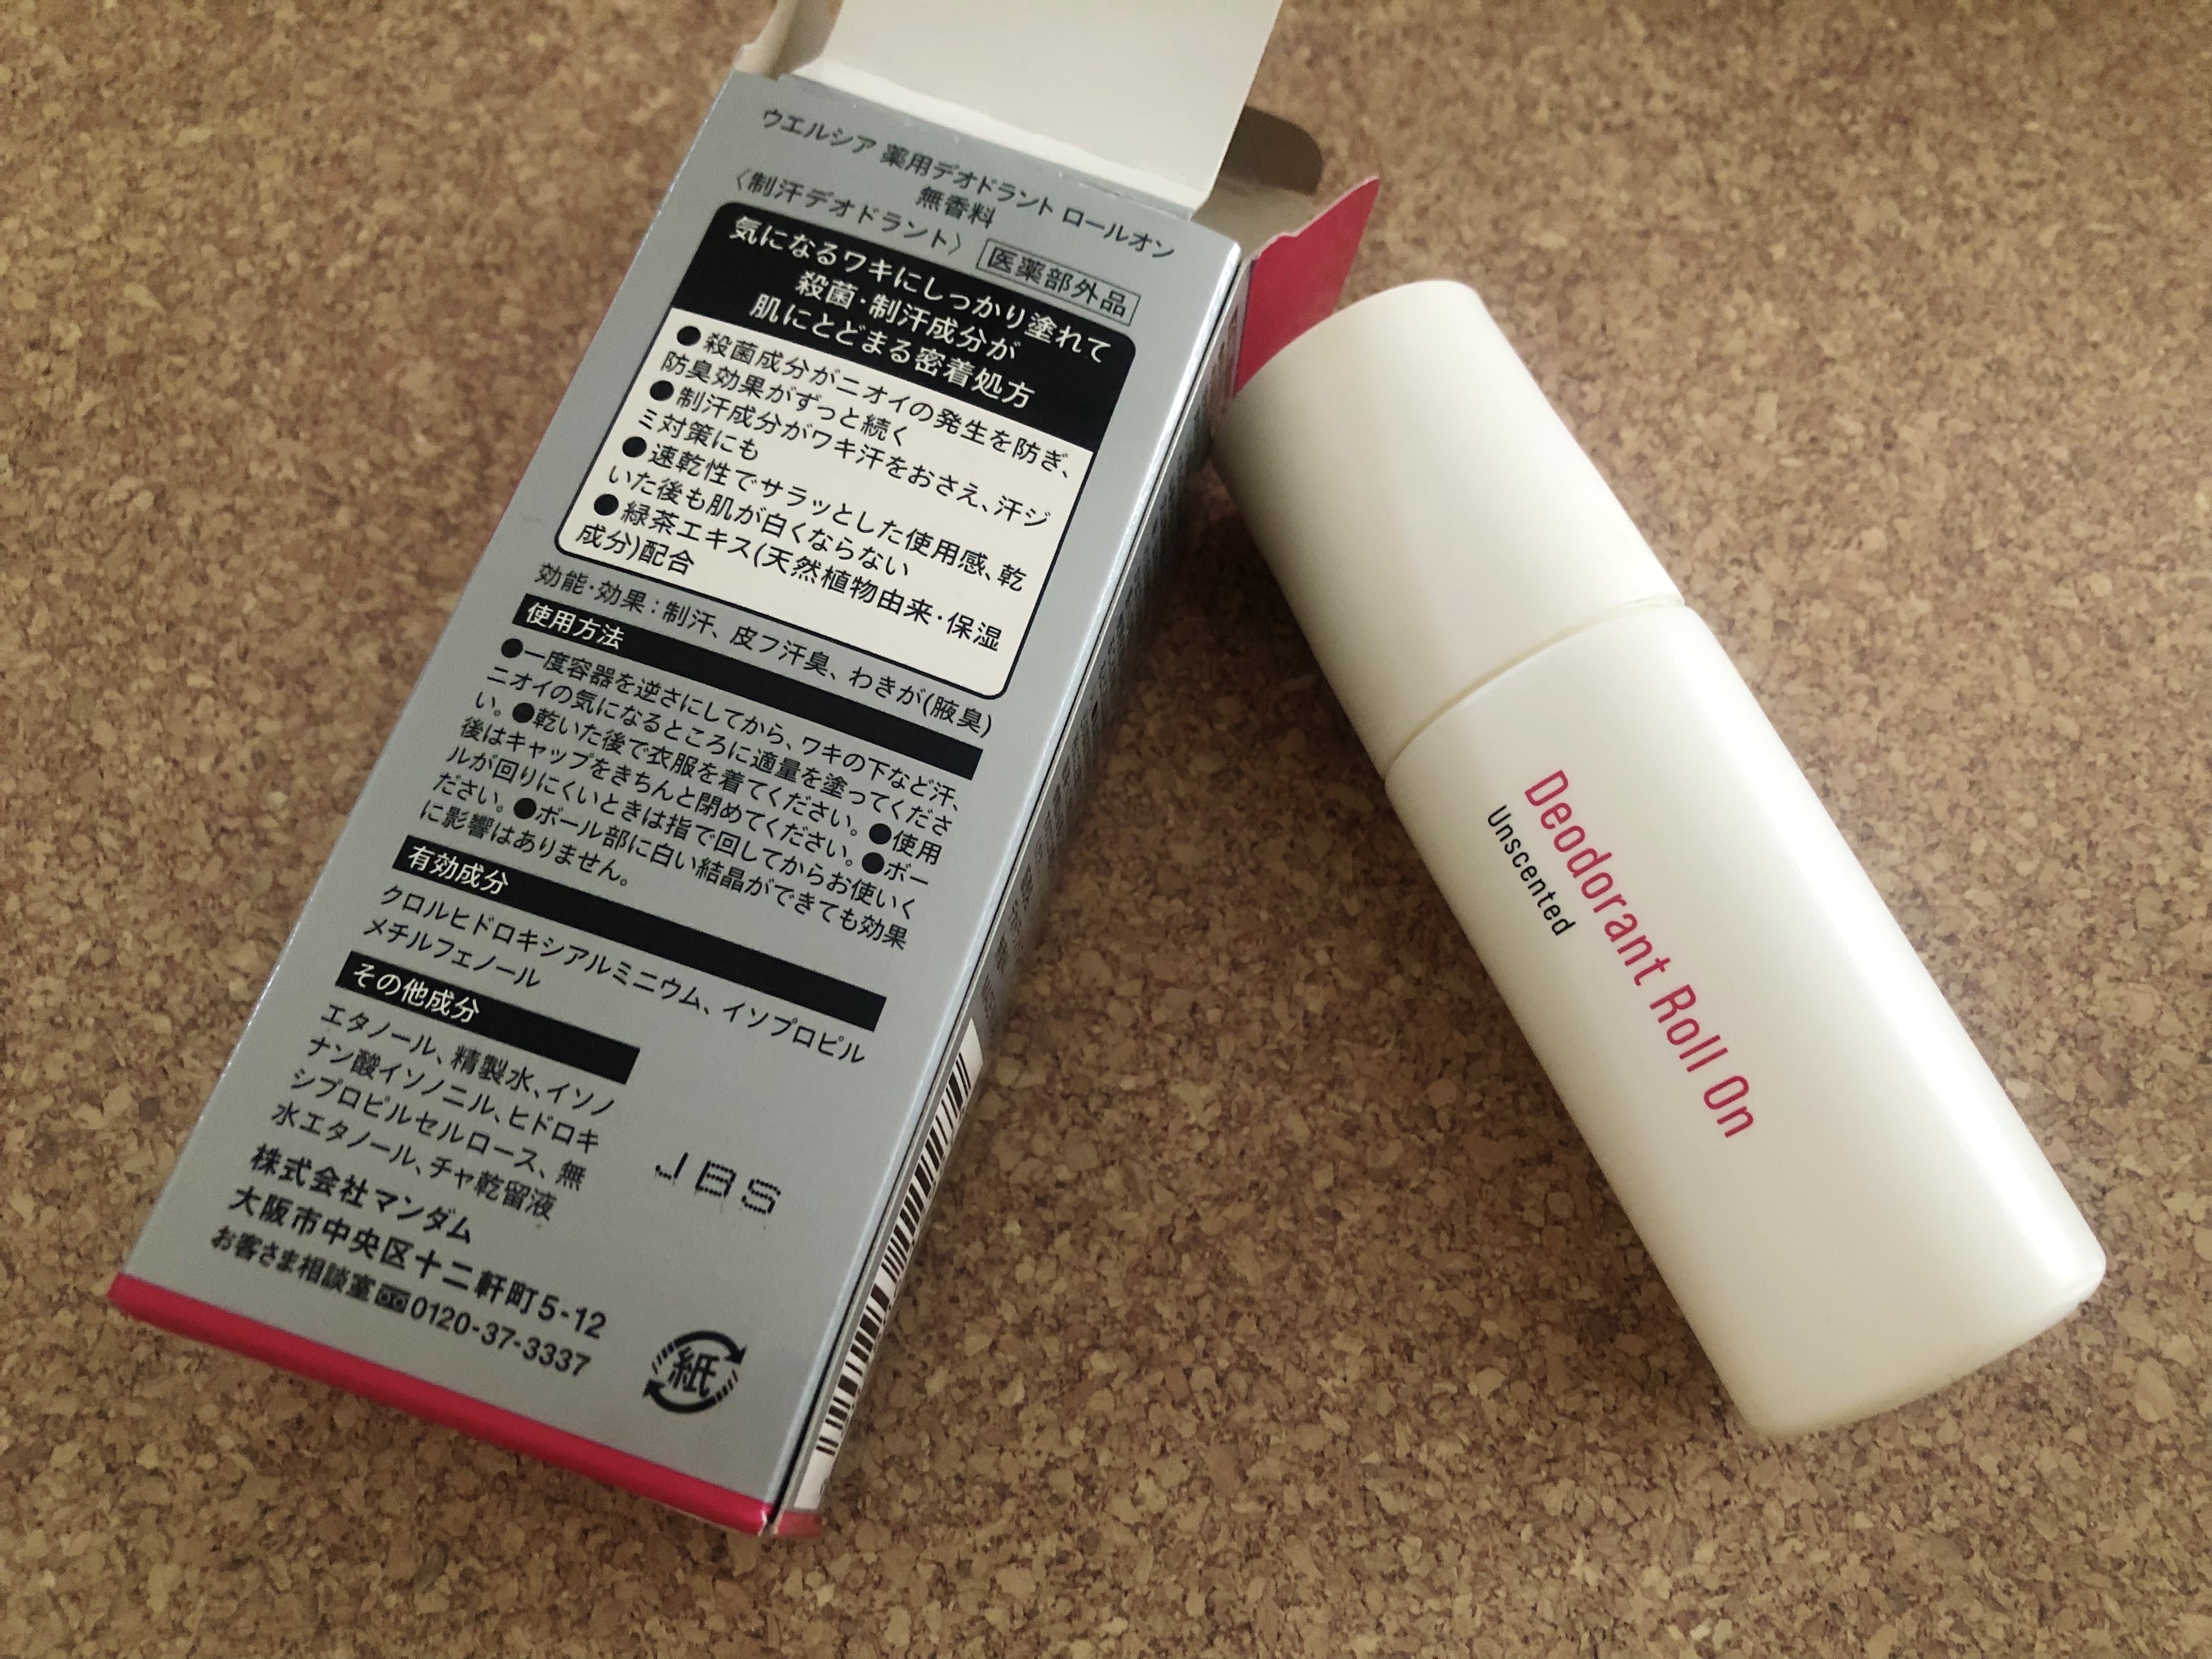 ウエルシア 薬用デオドラント ロールオン
無香料
〈制汗デオドラント〉 医薬部外品
気になるワキにしっかり塗れて
殺菌・制汗成分が
肌にとどまる密着処方
●殺菌成分がニオイの発生を防ぎ、
防臭効果がずっと続く
●制汗成分がワキ汗をおさえ、汗ジ
ミ対策にも
●速乾性でサラッとした使用感、乾
いた後も肌が白くならない
●緑茶エキス(天然植物由来・保湿
成分)配合
効能・効果：制汗、皮フ汗臭、わきが(腋臭)
使用方法
●一度容器を逆さにしてから、ワキの下など汗、
ニオイの気になるところに適量を塗ってくださ
い。●乾いた後で衣服を着てください。●使用
後はキャップをきちんと閉めてください。●ボー
ルが回りにくいときは指で回してからお使いく
ださい。●ボール部に白い結晶ができても効果
に影響はありません。
有効成分
クロルヒドロキシアルミニウム、イソプロピル
メチルフェノール
その他成分
エタノール、精製水、イソノ
ナン酸イソノニル、ヒドロキ
シプロピルセルロース、無
水エタノール、チャ乾留液
JBS
株式会社マンダム
大阪市中央区十二軒町5-12
お客さま相談室 0120-37-3337
紙
Deodorant Roll On
Unscented